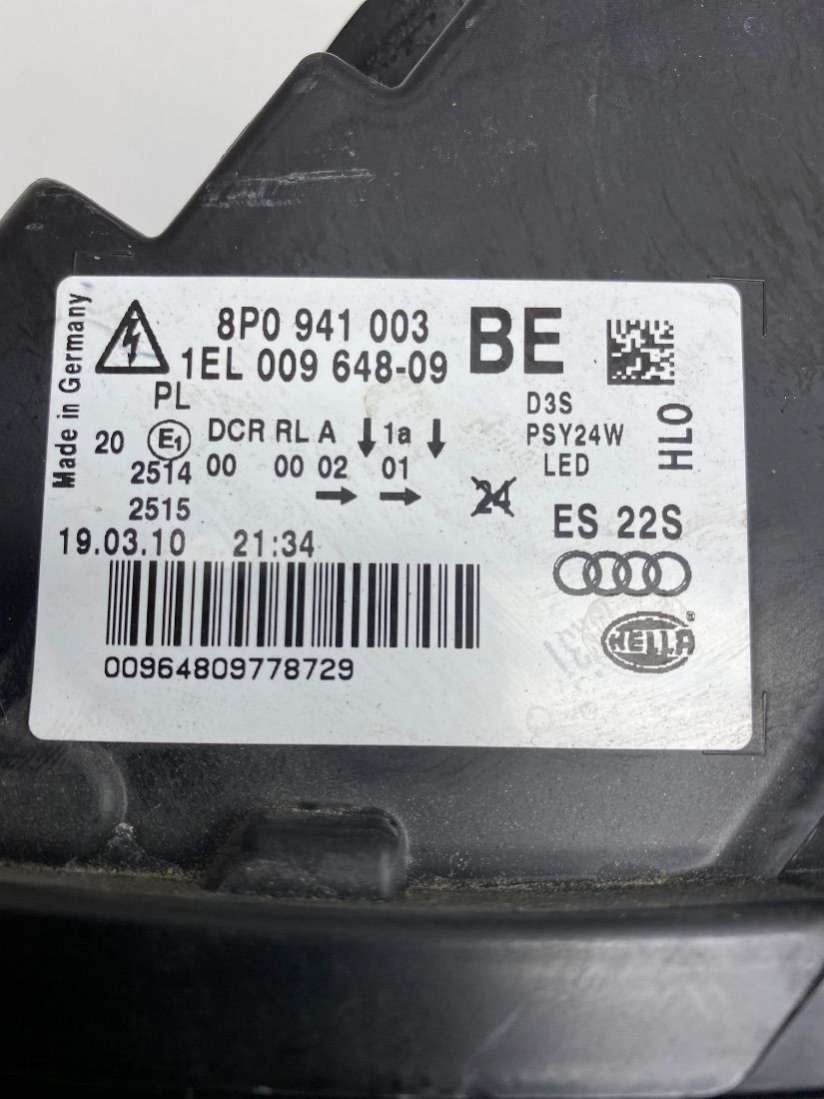 Made in Germany
8P0 941 003 BE
1EL 009 648-09
PL
D3S
PSY24W
LED
HLO
20 E1 DCR RL A ↓ 1a ↓
2514 00 00 02 01
2515 → →
24
ES 22S
19.03.10 21:34
00964809778729
HELLA ®